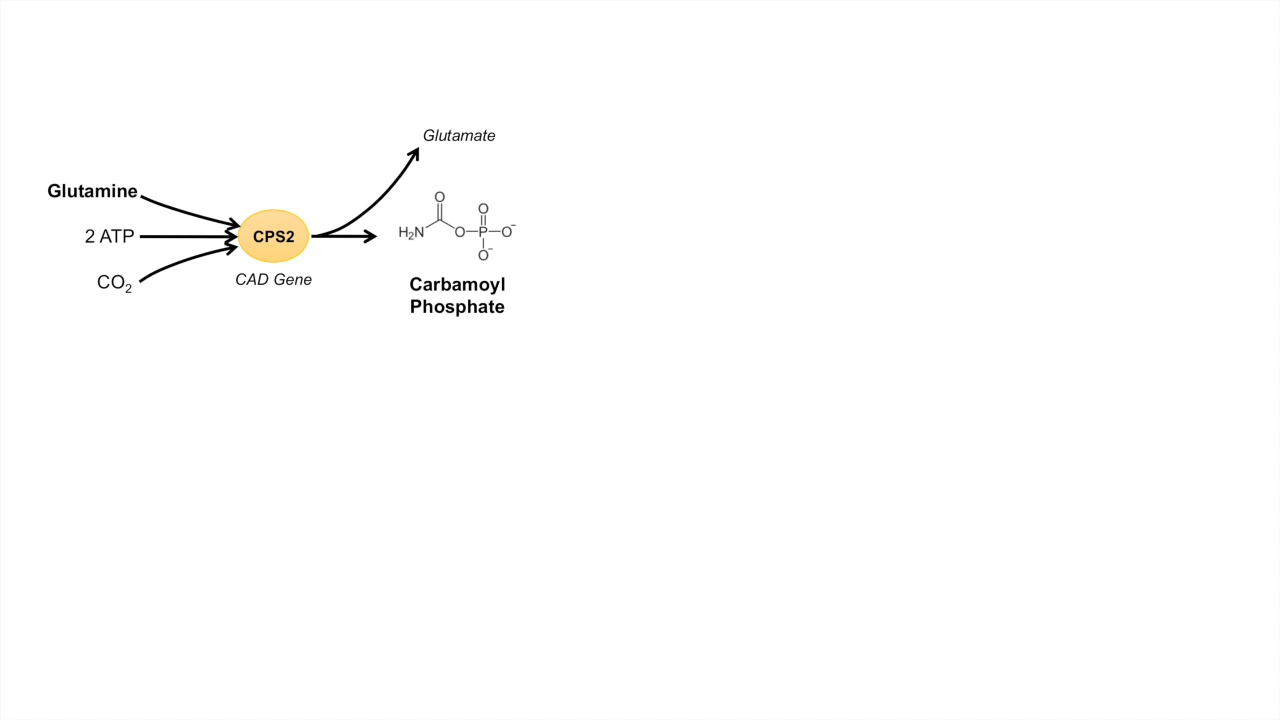 Glutamate
Glutamine
2 ATP
CO₂
CPS2
CAD Gene
O
H₂N
O
O
P
O⁻
O⁻
Carbamoyl
Phosphate